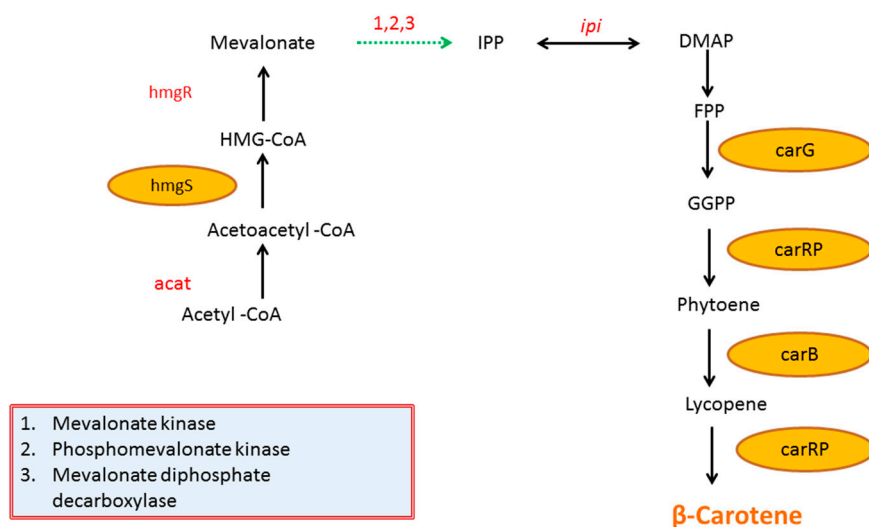 Mevalonate
1,2,3
IPP
ipi
DMAP
hmgR
FPP
HMG-CoA
carG
hmgS
GGPP
Acetoacetyl -CoA
carRP
acat
Acetyl -CoA
Phytoene
carB
Lycopene
carRP
β-Carotene
1. Mevalonate kinase
2. Phosphomevalonate kinase
3. Mevalonate diphosphate
decarboxylase